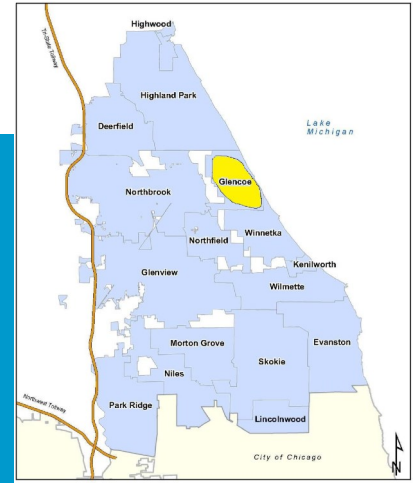 Highwood
Tri-State Tollway
Highland Park
Lake
Michigan
Deerfield
Glencoe
Northbrook
Winnetka
Northfield
Kenilworth
Glenview
Wilmette
Evanston
Morton Grove
Skokie
Niles
Northwest Tollway
Park Ridge
Lincolnwood
City of Chicago
N